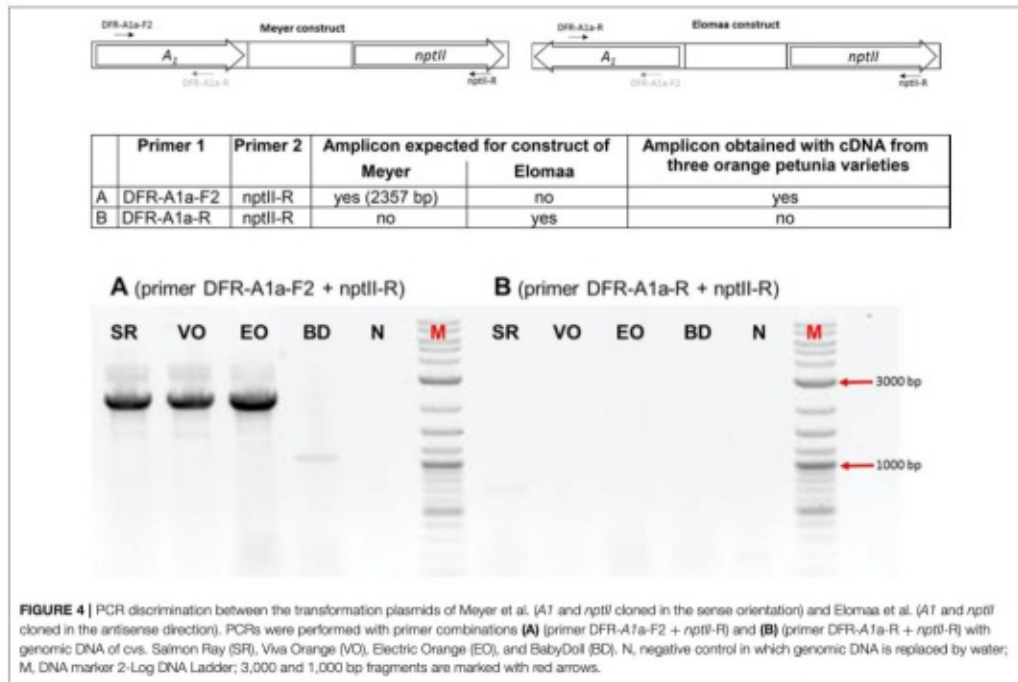 DFR-A1a-F2
Meyer construct
DFR-A1a-R
Elomaa construct
A1
nptII
A1
nptII
DFR-A1a-R
nptII-R
DFR-A1a-F2
nptII-R
Primer 1 Primer 2 Amplicon expected for construct of Amplicon obtained with cDNA from
Meyer Elomaa three orange petunia varieties
A DFR-A1a-F2 nptII-R yes (2357 bp) no yes
B DFR-A1a-R nptII-R no yes no
A (primer DFR-A1a-F2 + nptII-R) B (primer DFR-A1a-R + nptII-R)
SR VO EO BD N M SR VO EO BD N M
3000 bp
1000 bp
FIGURE 4 | PCR discrimination between the transformation plasmids of Meyer et al. (A1 and nptII cloned in the sense orientation) and Elomaa et al. (A1 and nptII
cloned in the antisense direction). PCRs were performed with primer combinations (A) (primer DFR-A1a-F2 + nptII-R) and (B) (primer DFR-A1a-R + nptII-R) with
genomic DNA of cvs. Salmon Ray (SR), Viva Orange (VO), Electric Orange (EO), and BabyDoll (BD). N, negative control in which genomic DNA is replaced by water;
M, DNA marker 2-Log DNA Ladder; 3,000 and 1,000 bp fragments are marked with red arrows.